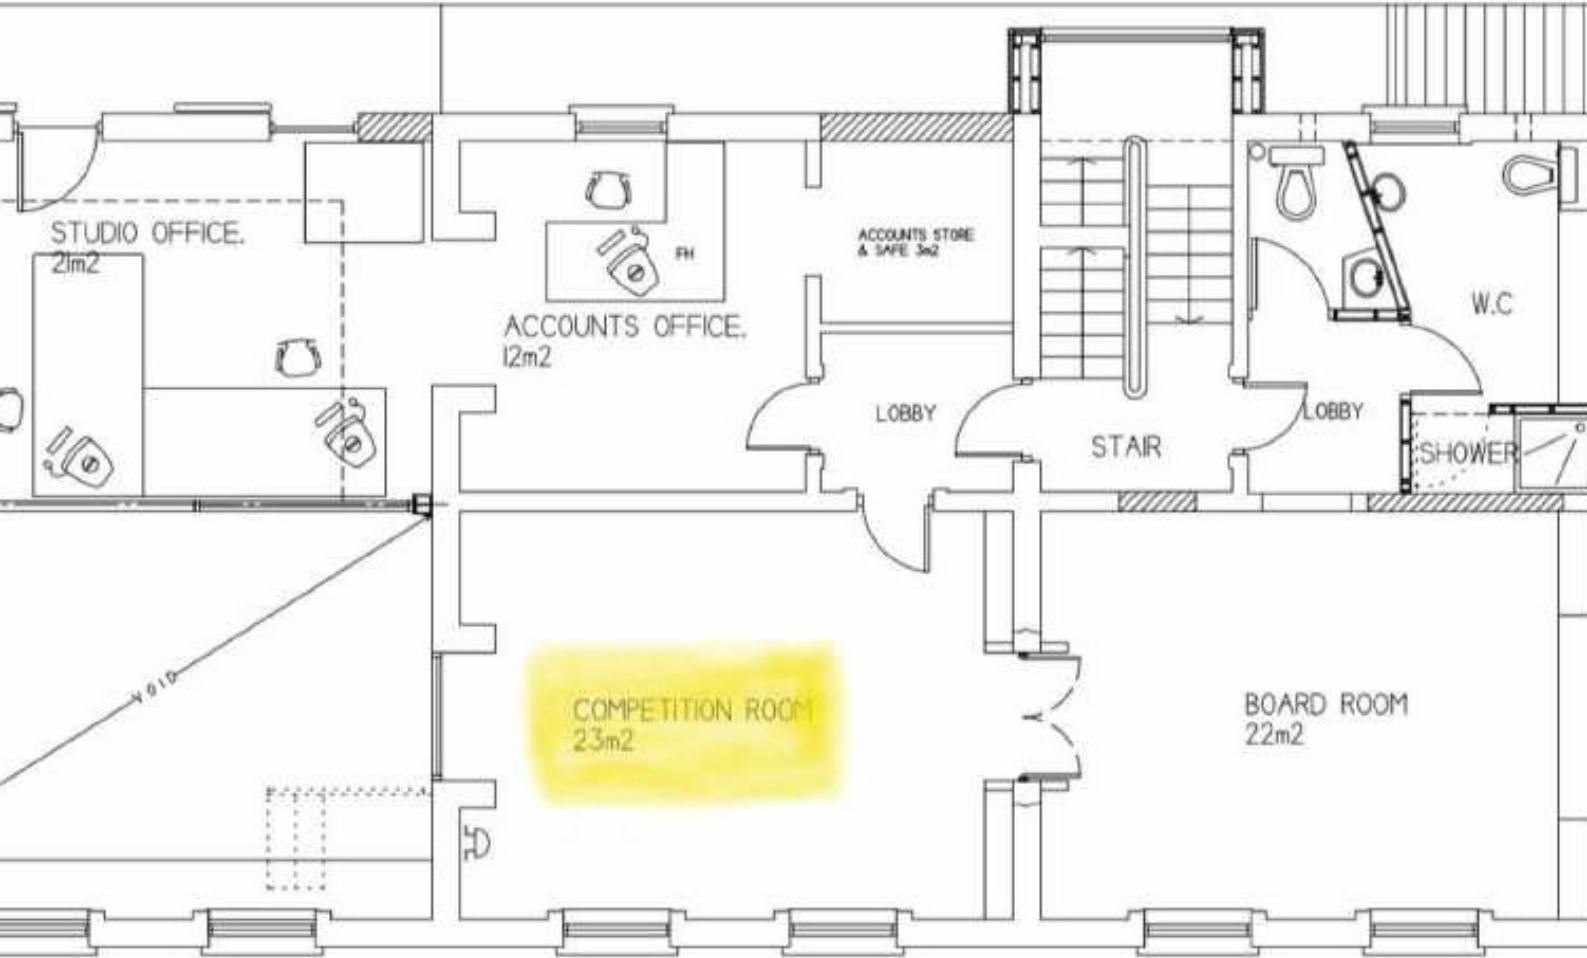 STUDIO OFFICE.
21m2
ACCOUNTS OFFICE.
12m2
FH
ACCOUNTS STORE
& SAFE 3m2
LOBBY
STAIR
LOBBY
W.C
SHOWER
VOID
COMPETITION ROOM
23m2
BOARD ROOM
22m2